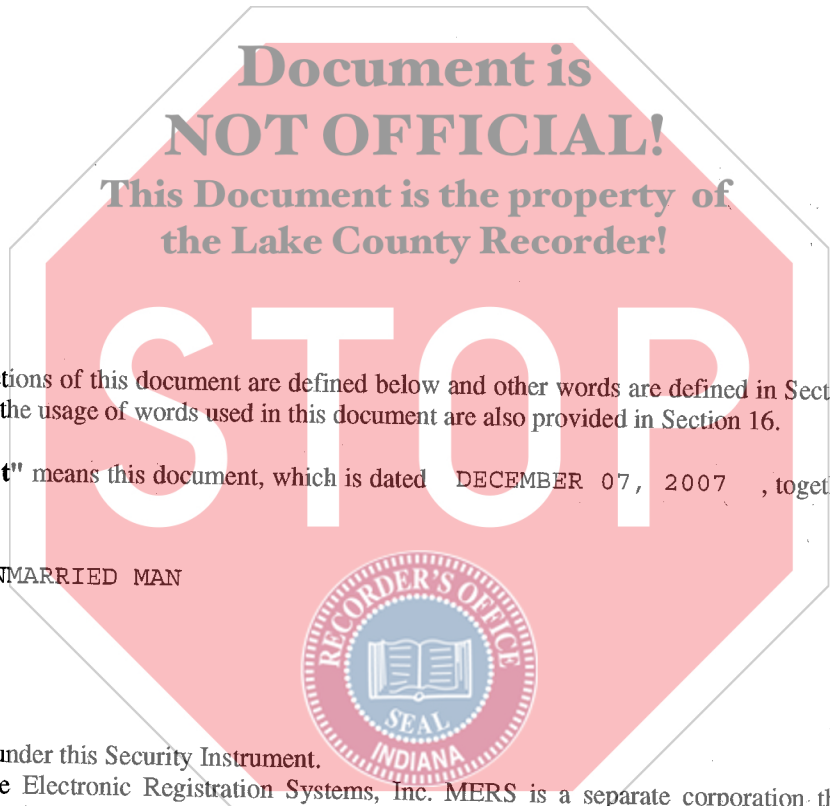 Document is
NOT OFFICIAL!
This Document is the property of
the Lake County Recorder!
STOP
tions of this document are defined below and other words are defined in Sect
the usage of words used in this document are also provided in Section 16.
t" means this document, which is dated DECEMBER 07, 2007 , toget
NMARRIED MAN
RECORDER'S OFFICE
SEAL
INDIANA
under this Security Instrument.
e Electronic Registration Systems, Inc. MERS is a separate corporation th